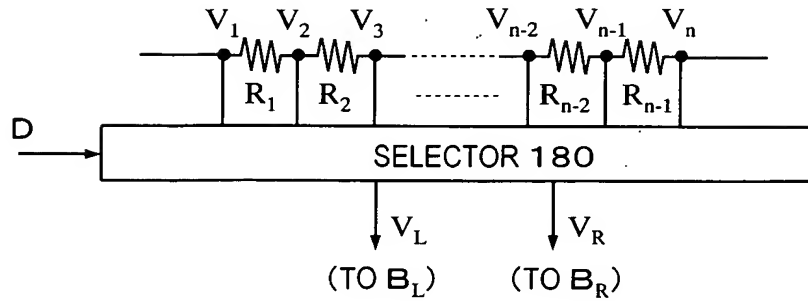 V1 V2 V3 Vn-2 Vn-1 Vn
R1 R2 Rn-2 Rn-1
D
SELECTOR 180
VL VR
(TO BL) (TO BR)